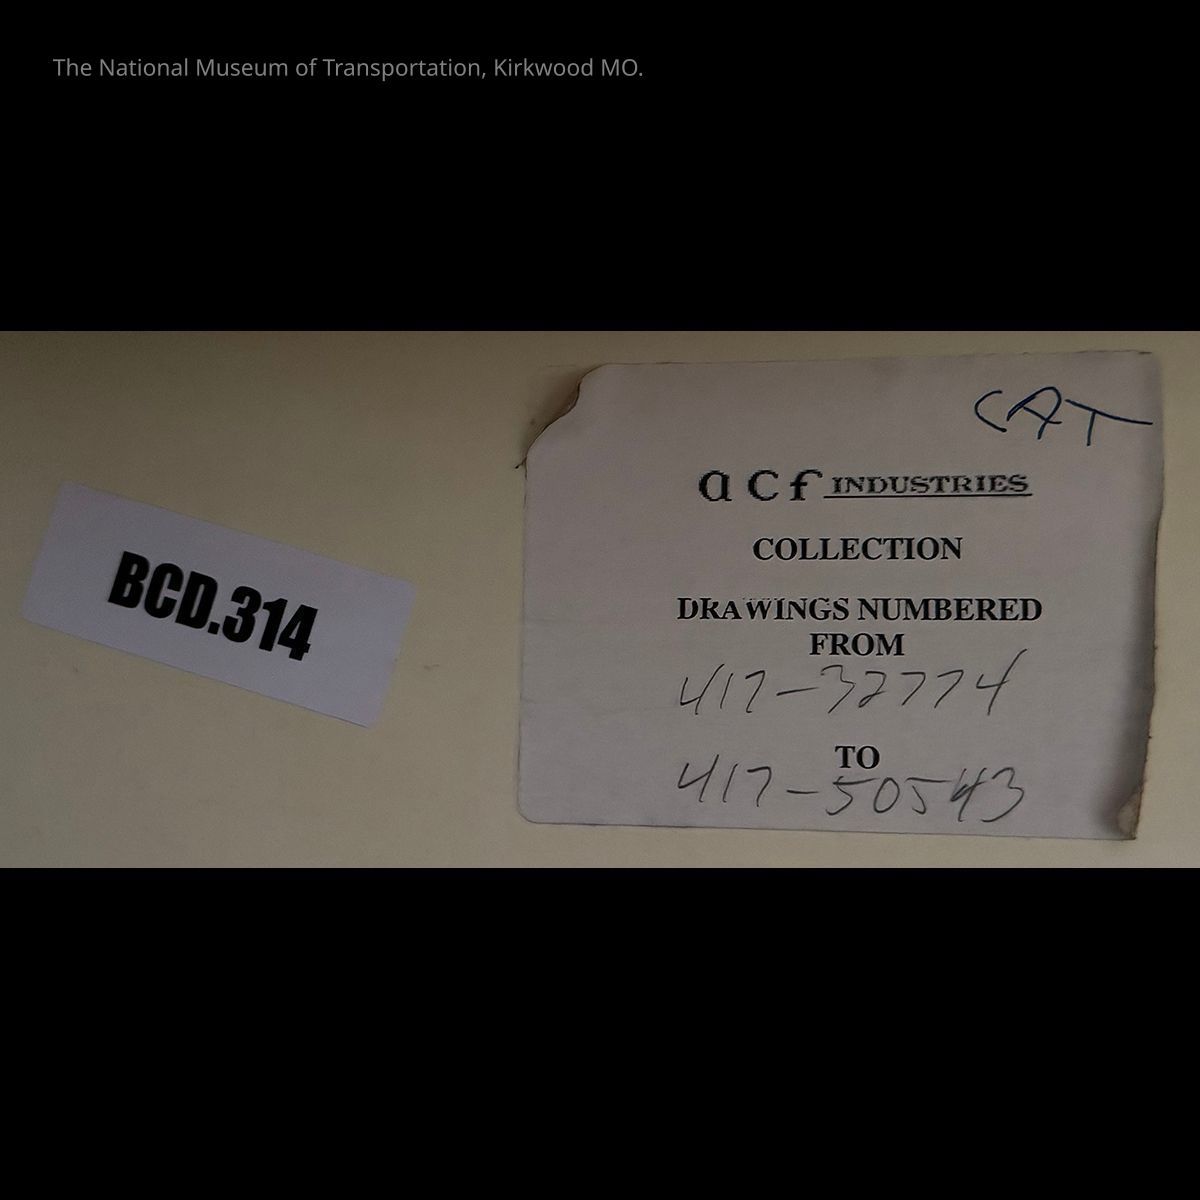 The National Museum of Transportation, Kirkwood MO.
BCD.314
CAT
acf INDUSTRIES
COLLECTION
DRAWINGS NUMBERED
FROM
417-32774
TO
417-50543